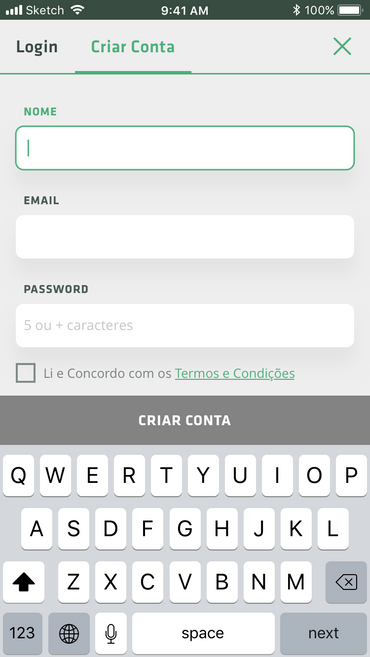 Sketch 9:41 AM 100%
Login Criar Conta
NOME
EMAIL
PASSWORD
5 ou + caracteres
Li e Concordo com os Termos e Condições
CRIAR CONTA
Q W E R T Y U I O P
A S D F G H J K L
Z X C V B N M
123 space next